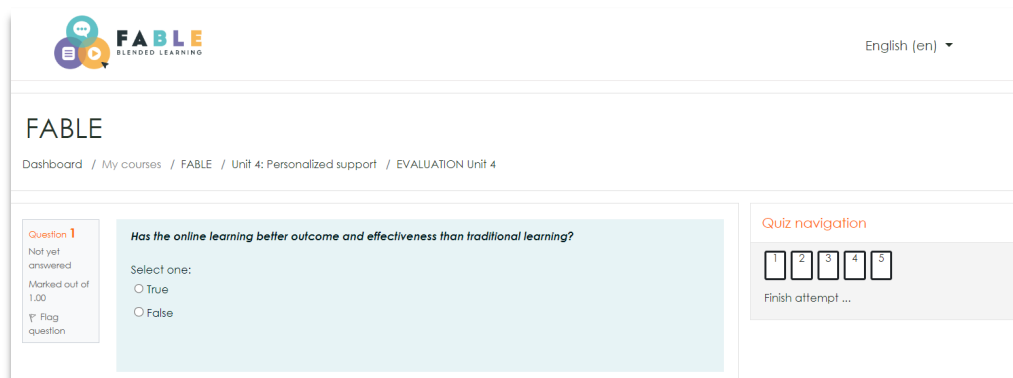 FABLE
BLENDED LEARNING
English (en)
FABLE
Dashboard / My courses / FABLE / Unit 4: Personalized support / EVALUATION Unit 4
Question 1
Not yet
answered
Marked out of
1.00
Flag
question
Has the online learning better outcome and effectiveness than traditional learning?
Select one:
True
False
Quiz navigation
1 2 3 4 5
Finish attempt ...